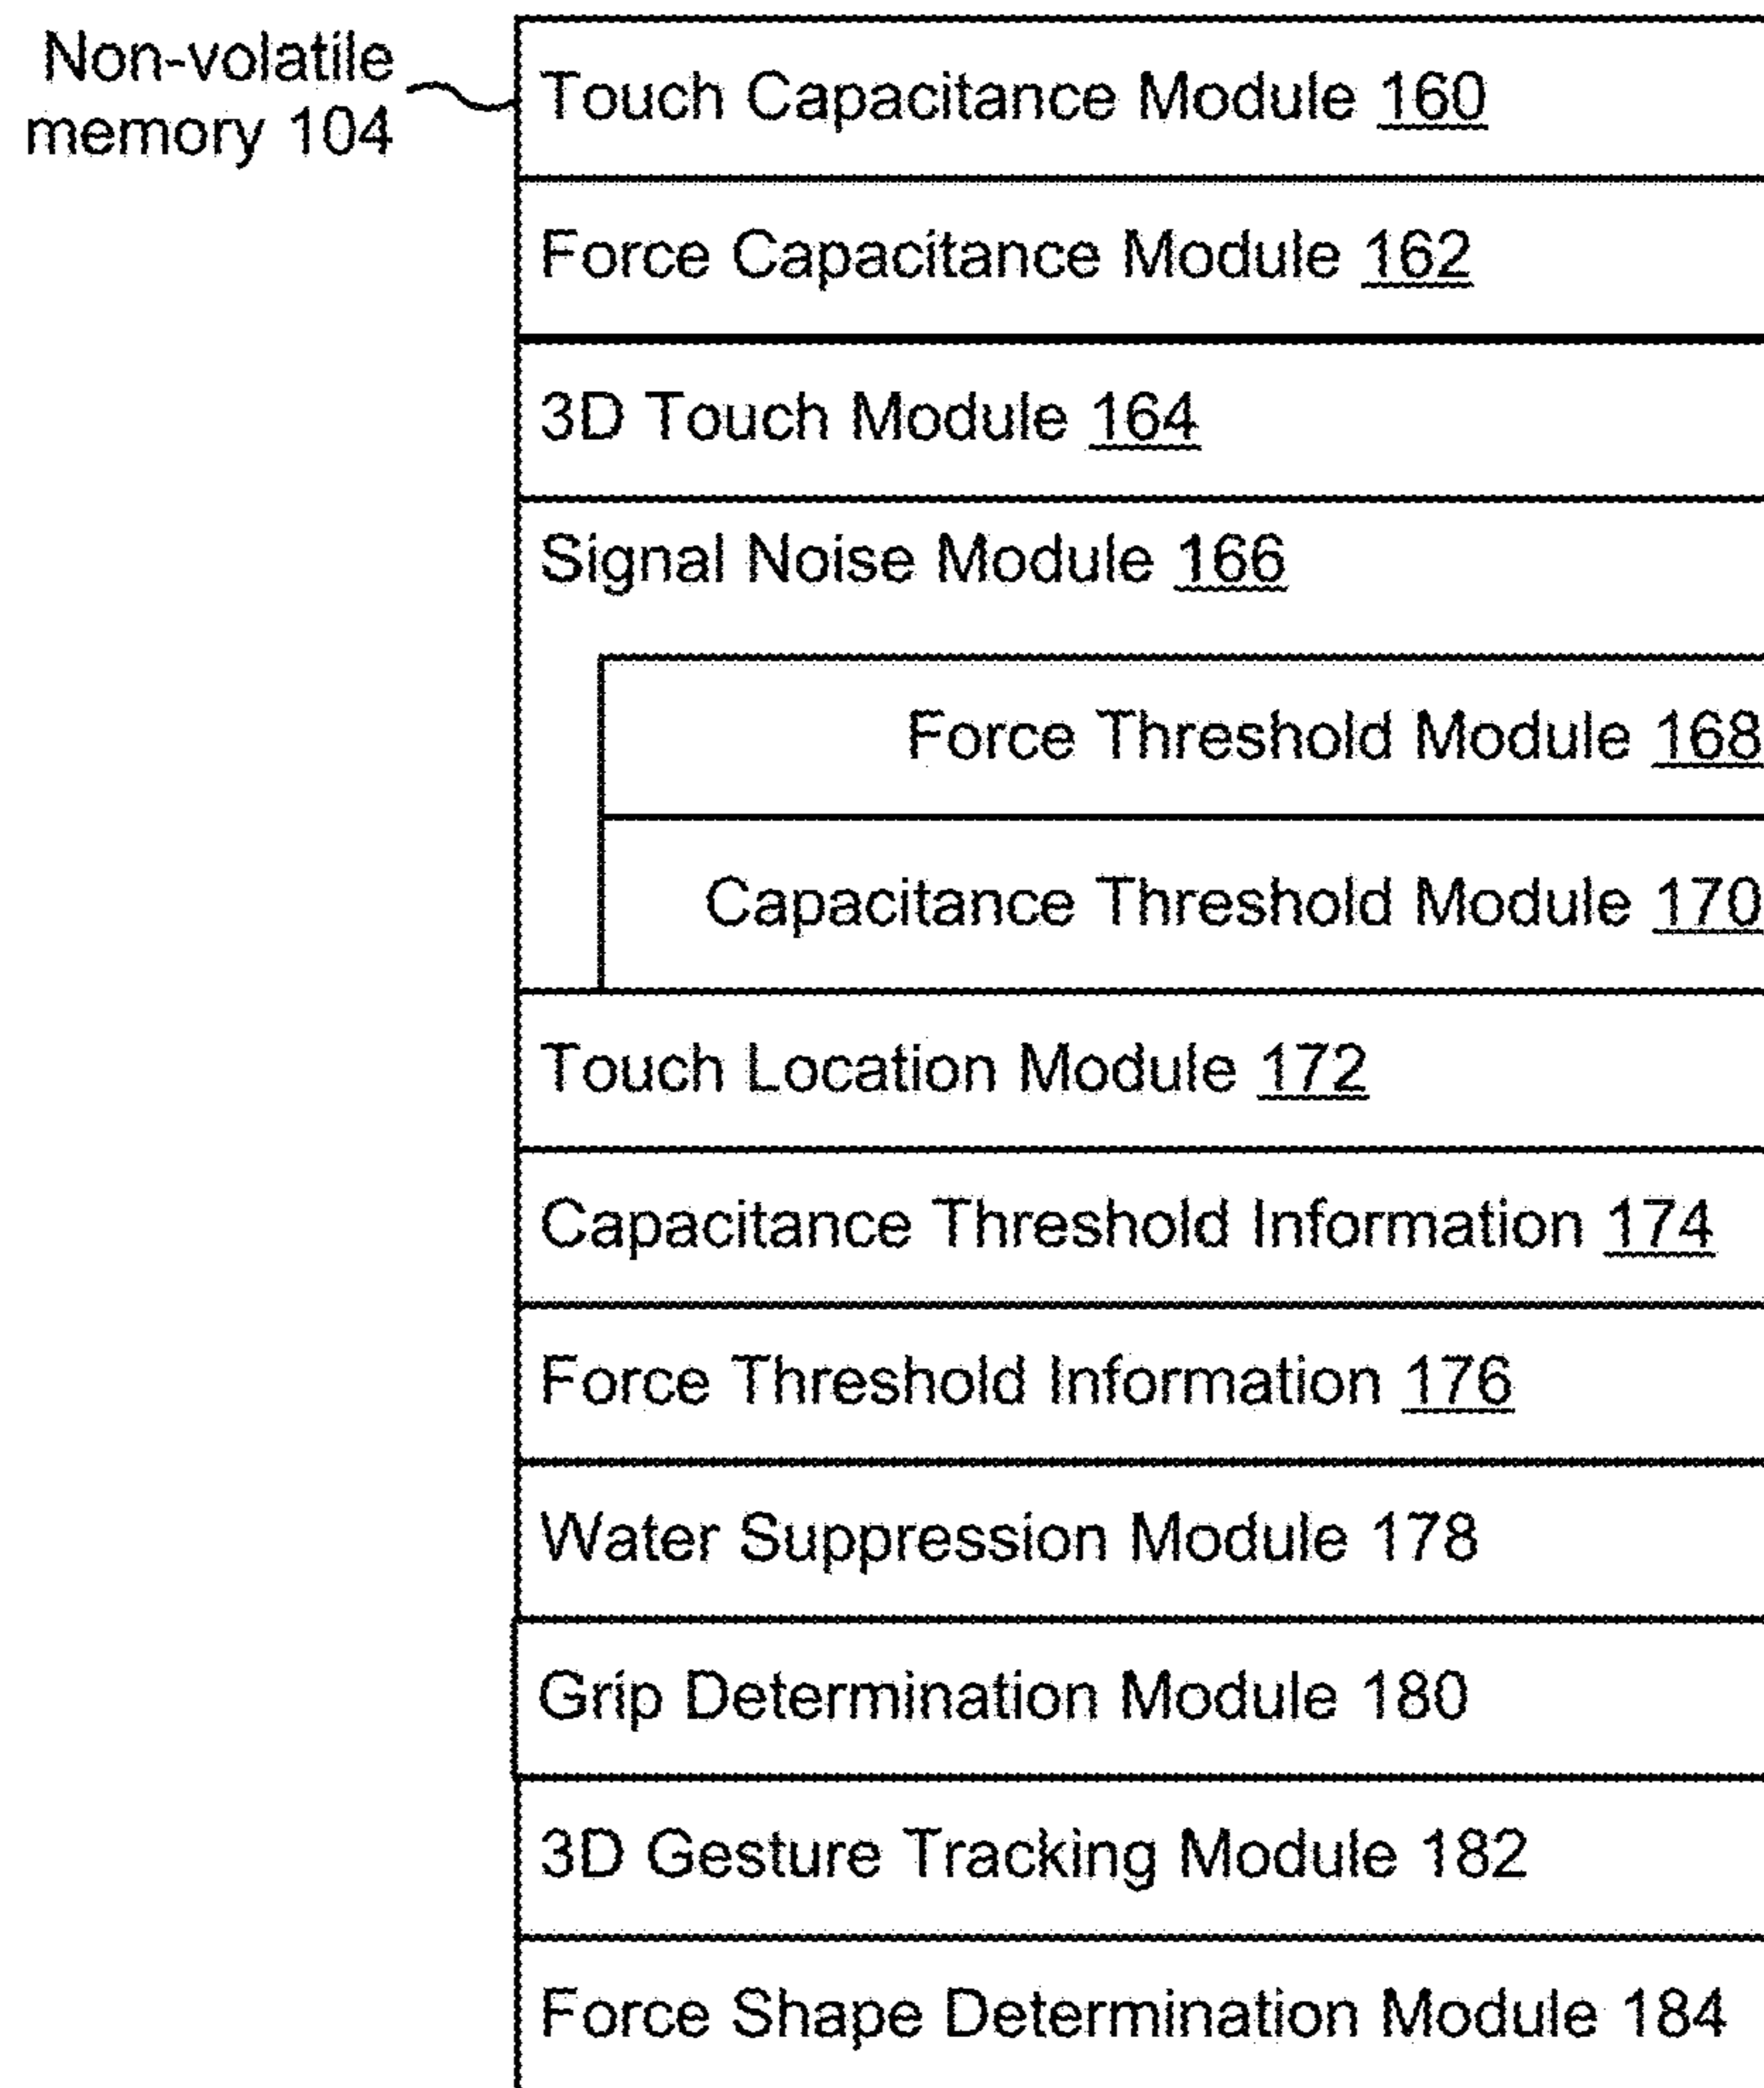 Non-volatile
memory 104
Touch Capacitance Module 160
Force Capacitance Module 162
3D Touch Module 164
Signal Noise Module 166
Force Threshold Module 168
Capacitance Threshold Module 170
Touch Location Module 172
Capacitance Threshold Information 174
Force Threshold Information 176
Water Suppression Module 178
Grip Determination Module 180
3D Gesture Tracking Module 182
Force Shape Determination Module 184